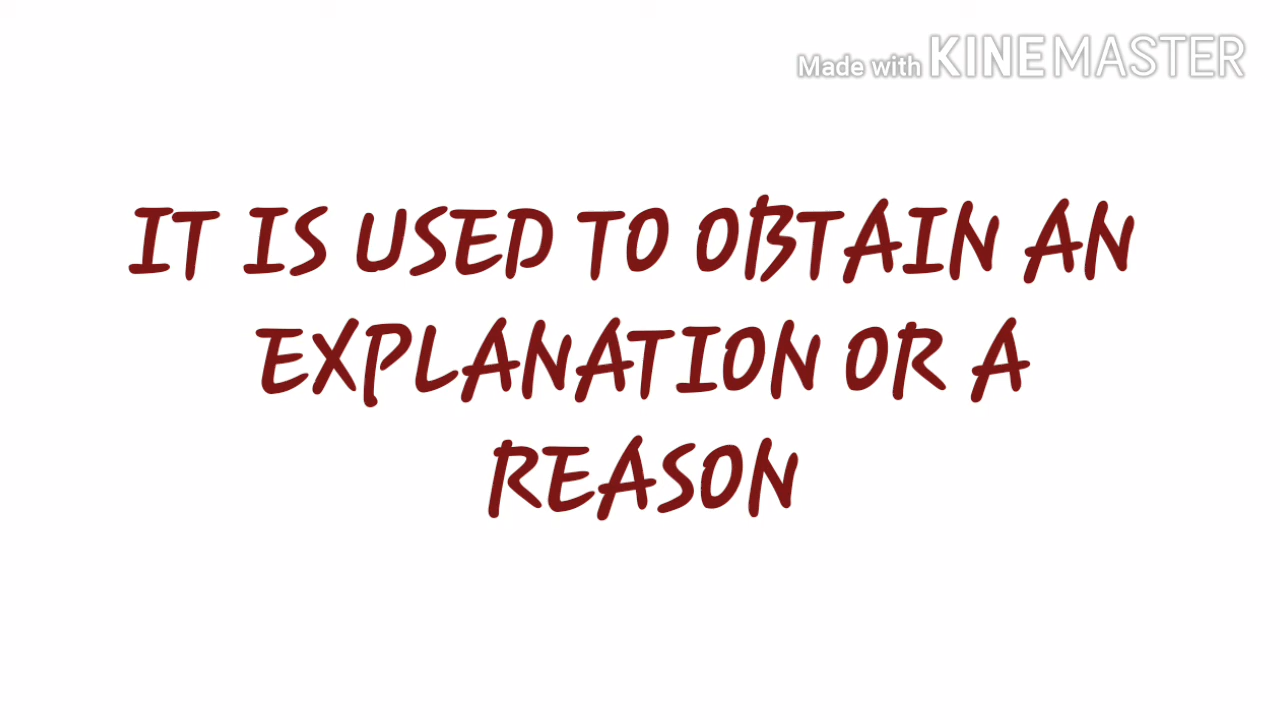 Made with KINEMASTER
IT IS USED TO OBTAIN AN
EXPLANATION OR A
REASON